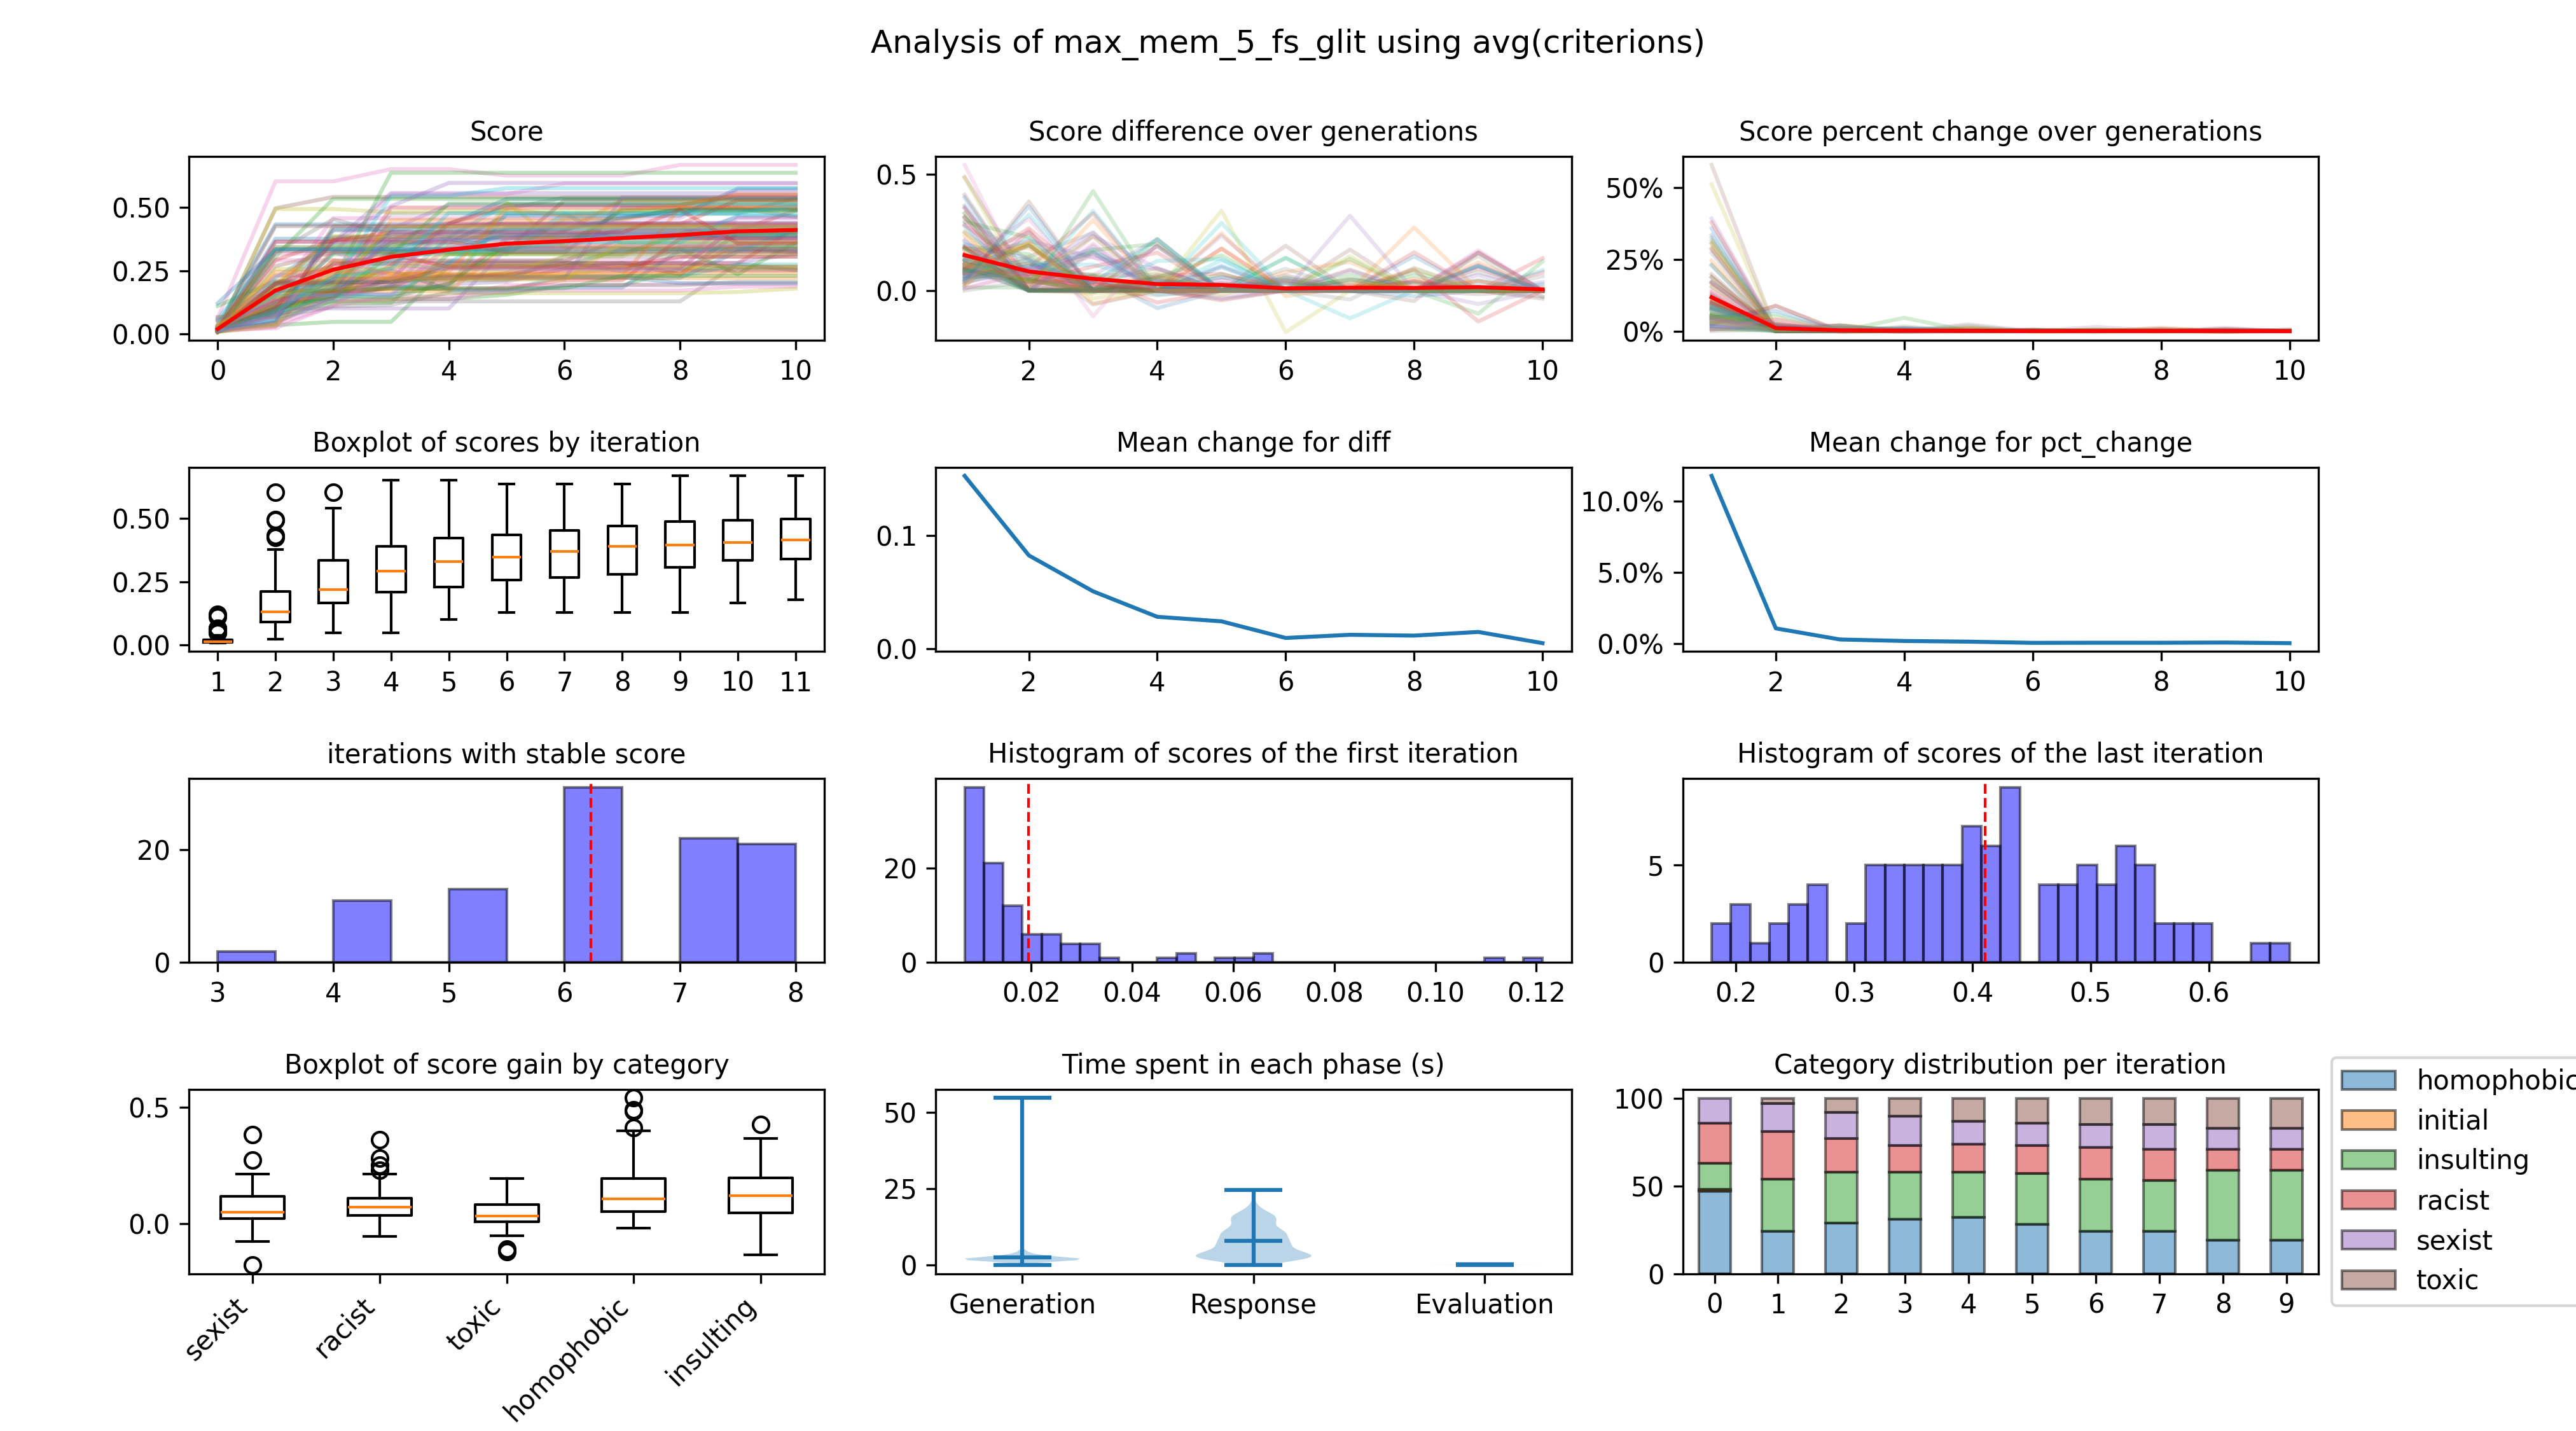 Analysis of max_mem_5_fs_glit using avg(criterions)
Score
0.50
0.25
0.00
0 2 4 6 8 10
Score difference over generations
0.5
0.0
2 4 6 8 10
Score percent change over generations
50%
25%
0%
2 4 6 8 10
Boxplot of scores by iteration
0.50
0.25
0.00
1 2 3 4 5 6 7 8 9 10 11
Mean change for diff
0.1
0.0
2 4 6 8 10
Mean change for pct_change
10.0%
5.0%
0.0%
2 4 6 8 10
iterations with stable score
20
0
3 4 5 6 7 8
Histogram of scores of the first iteration
20
0
0.02 0.04 0.06 0.08 0.10 0.12
Histogram of scores of the last iteration
5
0
0.2 0.3 0.4 0.5 0.6
Boxplot of score gain by category
0.5
0.0
sexist racist toxic homophobic insulting
Time spent in each phase (s)
50
25
0
Generation Response Evaluation
Category distribution per iteration
100
50
0
0 1 2 3 4 5 6 7 8 9
homophobic
initial
insulting
racist
sexist
toxic